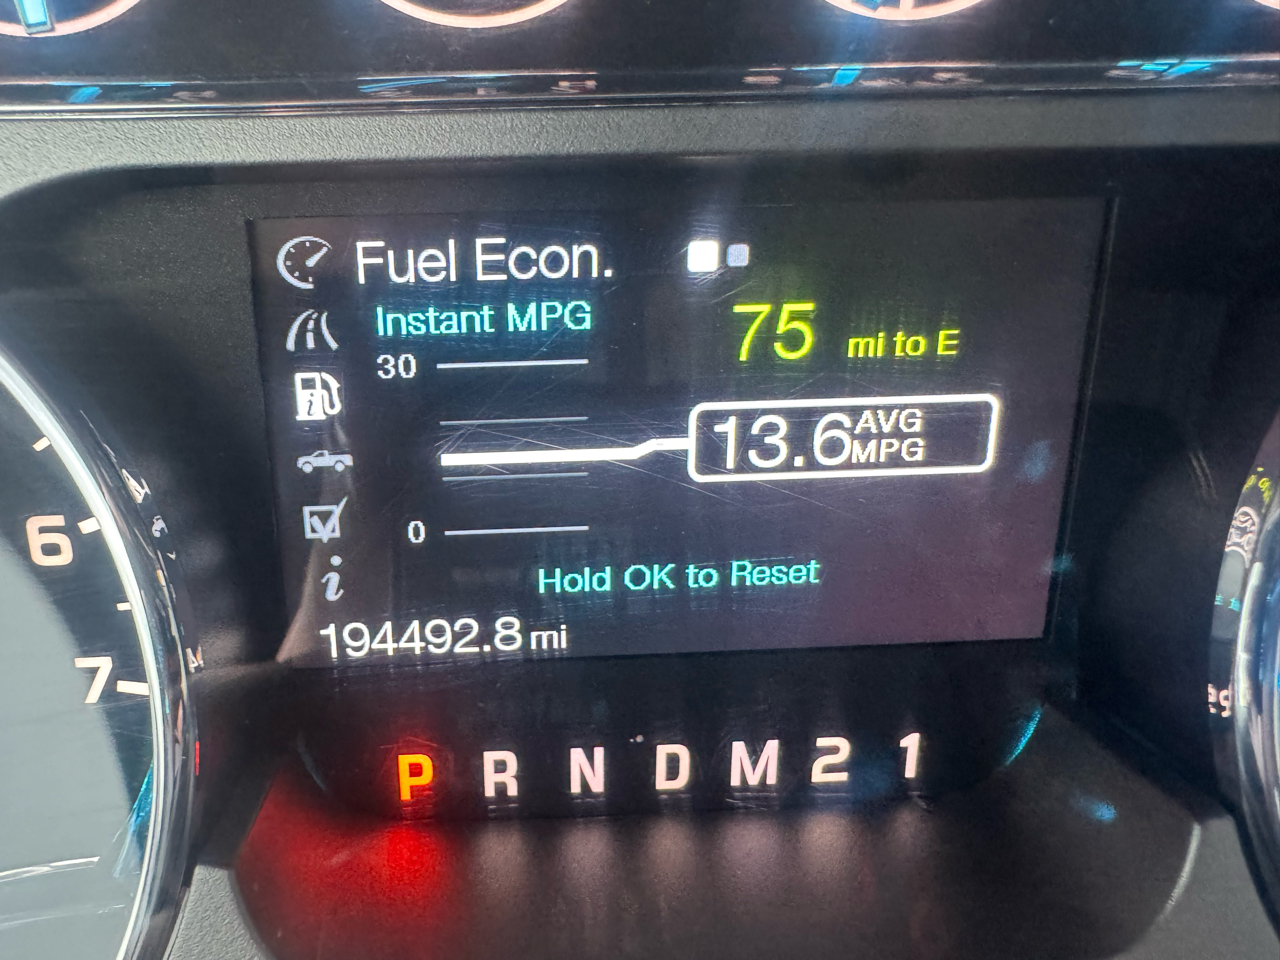 Fuel Econ.
Instant MPG
75 mi to E
30
13.6 AVG MPG
0
Hold OK to Reset
194492.8 mi
P R N D M 2 1
6
7